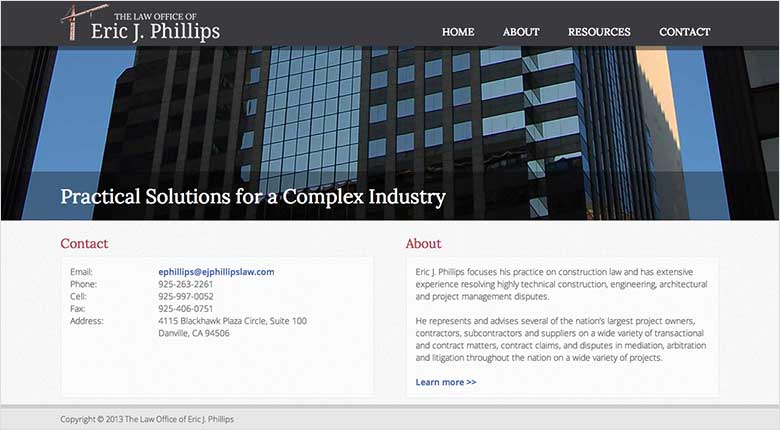 THE LAW OFFICE OF
Eric J. Phillips
HOME ABOUT RESOURCES CONTACT
Practical Solutions for a Complex Industry
Contact
Email: ephillips@ejphillipslaw.com
Phone: 925-263-2261
Cell: 925-997-0052
Fax: 925-406-0751
Address: 4115 Blackhawk Plaza Circle, Suite 100
Danville, CA 94506
About
Eric J. Phillips focuses his practice on construction law and has extensive
experience resolving highly technical construction, engineering, architectural
and project management disputes.
He represents and advises several of the nation's largest project owners,
contractors, subcontractors and suppliers on a wide variety of transactional
and contract matters, contract claims, and disputes in mediation, arbitration
and litigation throughout the nation on a wide variety of projects.
Learn more >>
Copyright © 2013 The Law Office of Eric J. Phillips